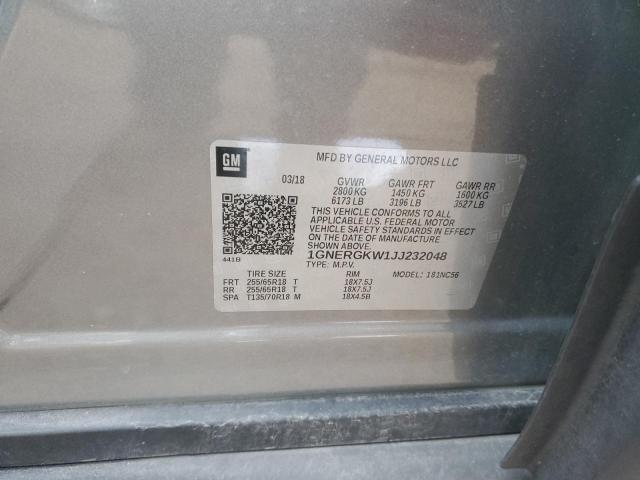 GM
MFD BY GENERAL MOTORS LLC
03/18 GVWR GAWR FRT GAWR RR
2800 KG 1450 KG 1600 KG
6173 LB 3196 LB 3527 LB
THIS VEHICLE CONFORMS TO ALL
APPLICABLE U.S. FEDERAL MOTOR
VEHICLE SAFETY STANDARDS IN EFFECT
ON THE DATE OF MANUFACTURE
SHOWN ABOVE.
441B
1GNERGKW1JJ232048
TYPE: M.P.V. MODEL: 181NC56
TIRE SIZE RIM
FRT 255/65R18 T 18X7.5J
RR 255/65R18 T 18X7.5J
SPA T135/70R18 M 18X4.5B